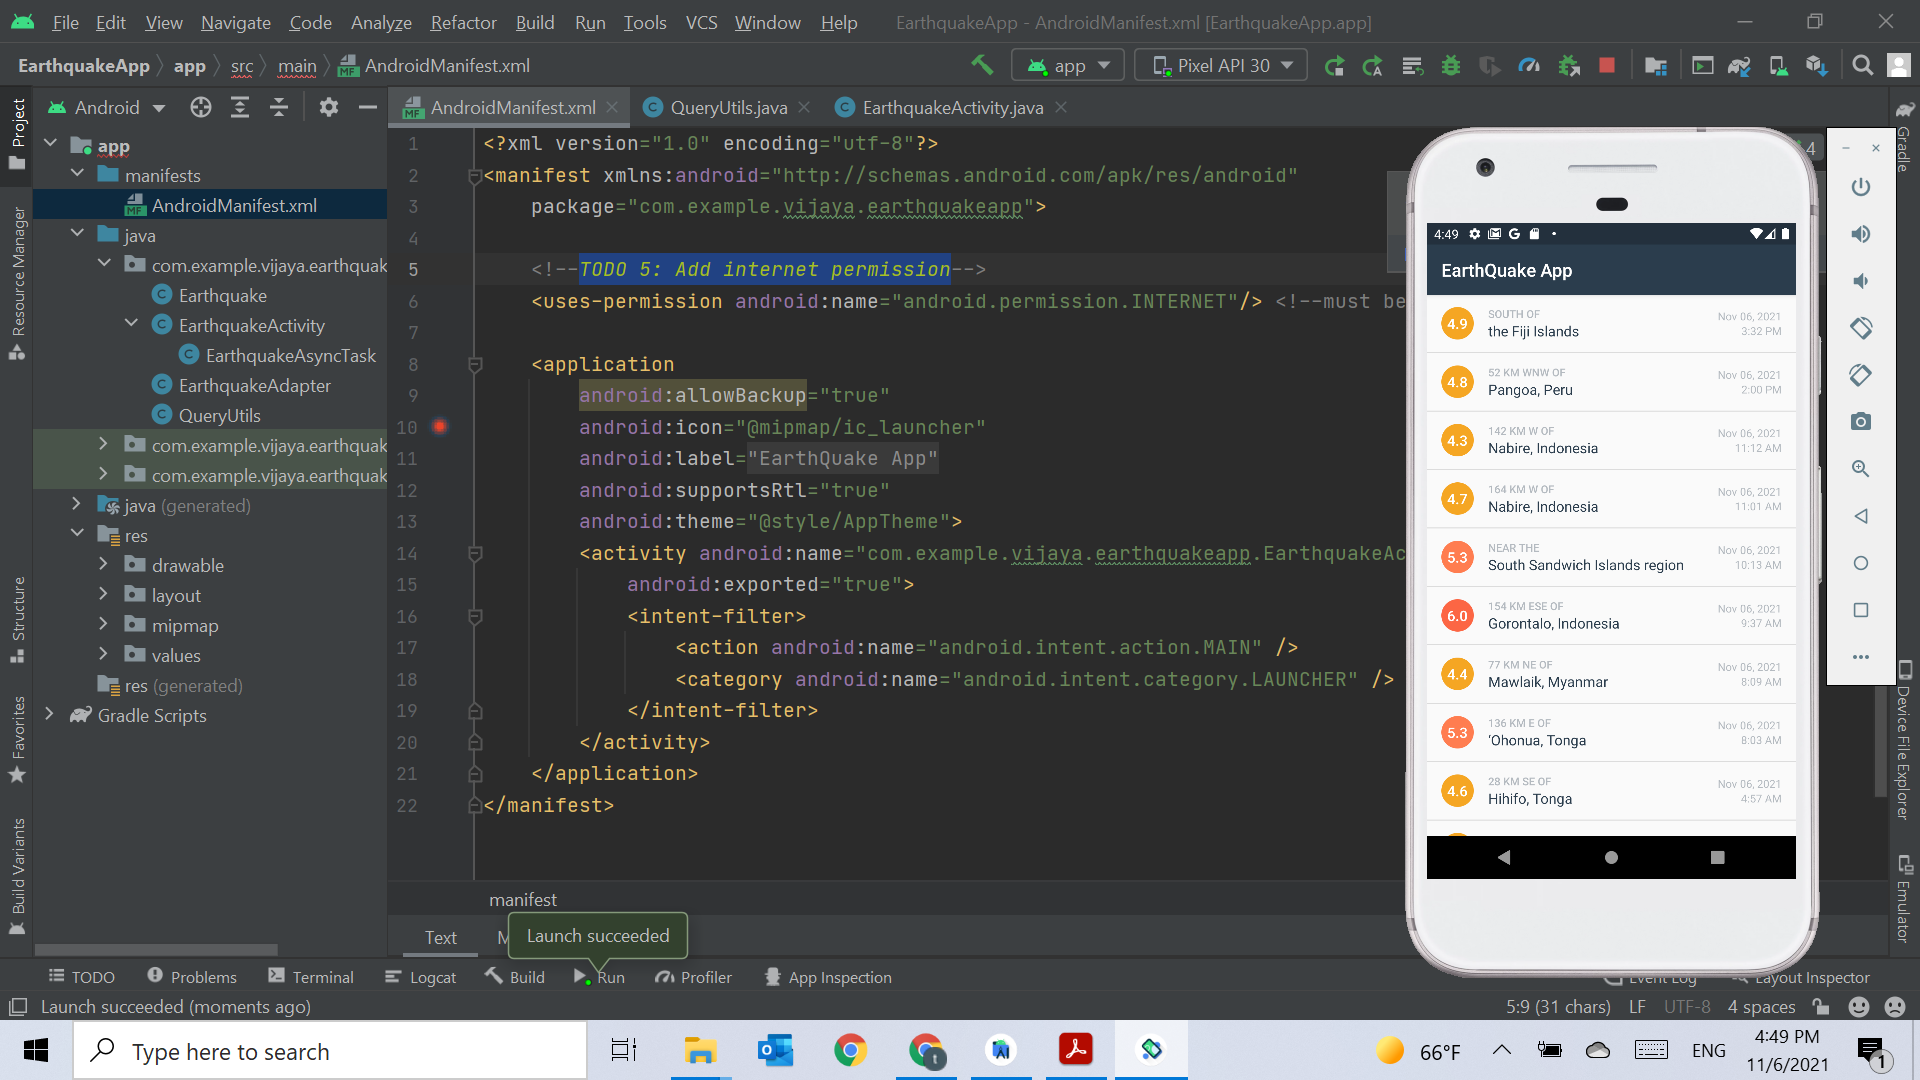 File Edit View Navigate Code Analyze Refactor Build Run Tools VCS Window Help EarthquakeApp - AndroidManifest.xml [EarthquakeApp.app]
EarthquakeApp app src main AndroidManifest.xml app Pixel API 30
Project
Resource Manager
Structure
Favorites
Build Variants
Android
app
manifests
AndroidManifest.xml
java
com.example.vijaya.earthquak
Earthquake
EarthquakeActivity
EarthquakeAsyncTask
EarthquakeAdapter
QueryUtils
com.example.vijaya.earthquak
com.example.vijaya.earthquak
java (generated)
res
drawable
layout
mipmap
values
res (generated)
Gradle Scripts
AndroidManifest.xml QueryUtils.java EarthquakeActivity.java
1 <?xml version="1.0" encoding="utf-8"?>
2 <manifest xmlns:android="http://schemas.android.com/apk/res/android"
3 package="com.example.vijaya.earthquakeapp">
4
5 <!--TODO 5: Add internet permission-->
6 <uses-permission android:name="android.permission.INTERNET"/> <!--must be
7
8 <application
9 android:allowBackup="true"
10 android:icon="@mipmap/ic_launcher"
11 android:label="EarthQuake App"
12 android:supportsRtl="true"
13 android:theme="@style/AppTheme">
14 <activity android:name="com.example.vijaya.earthquakeapp.EarthquakeAc
15 android:exported="true">
16 <intent-filter>
17 <action android:name="android.intent.action.MAIN" />
18 <category android:name="android.intent.category.LAUNCHER" />
19 </intent-filter>
20 </activity>
21 </application>
22 </manifest>
manifest
Text M
Launch succeeded
4
4:49 G
EarthQuake App
4.9 SOUTH OF Nov 06, 2021
the Fiji Islands 3:32 PM
4.8 52 KM WNW OF Nov 06, 2021
Pangoa, Peru 2:00 PM
4.3 142 KM W OF Nov 06, 2021
Nabire, Indonesia 11:12 AM
4.7 164 KM W OF Nov 06, 2021
Nabire, Indonesia 11:01 AM
5.3 NEAR THE Nov 06, 2021
South Sandwich Islands region 10:13 AM
6.0 154 KM ESE OF Nov 06, 2021
Gorontalo, Indonesia 9:37 AM
4.4 77 KM NE OF Nov 06, 2021
Mawlaik, Myanmar 8:09 AM
5.3 136 KM E OF Nov 06, 2021
‘Ohonua, Tonga 8:03 AM
4.6 28 KM SE OF Nov 06, 2021
Hihifo, Tonga 4:57 AM
Gradle
Device File Explorer
Emulator
TODO Problems Terminal Logcat Build Run Profiler App Inspection Event Log Layout Inspector
Launch succeeded (moments ago) 5:9 (31 chars) LF UTF-8 4 spaces
Type here to search 66°F ENG 4:49 PM
11/6/2021
1